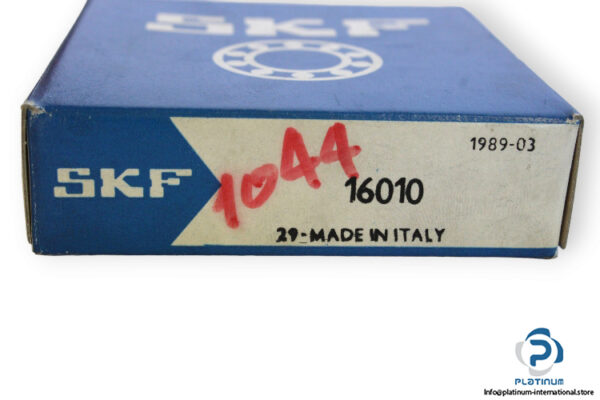 SKF
1989-03
SKF
1044
16010
29-MADE IN ITALY
PLATINUM
Info@platinum-international.store